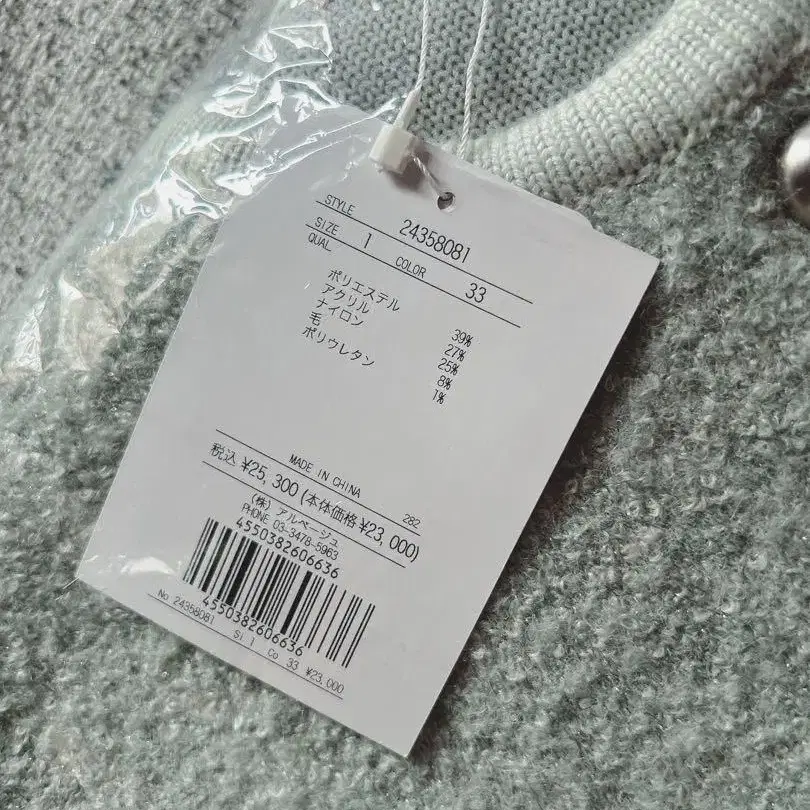 STYLE 24358081
SIZE 1 COLOR 33
QUAL
ポリエステル 39%
アクリル 27%
ナイロン 25%
毛 8%
ポリウレタン 1%
MADE IN CHINA 282
税込 ¥25,300(本体価格¥23,000)
(株)アルページュ
PHONE 03-3478-5963
4550382606636
4550382606636
No 24358081 Si 1 Co 33 ¥23,000